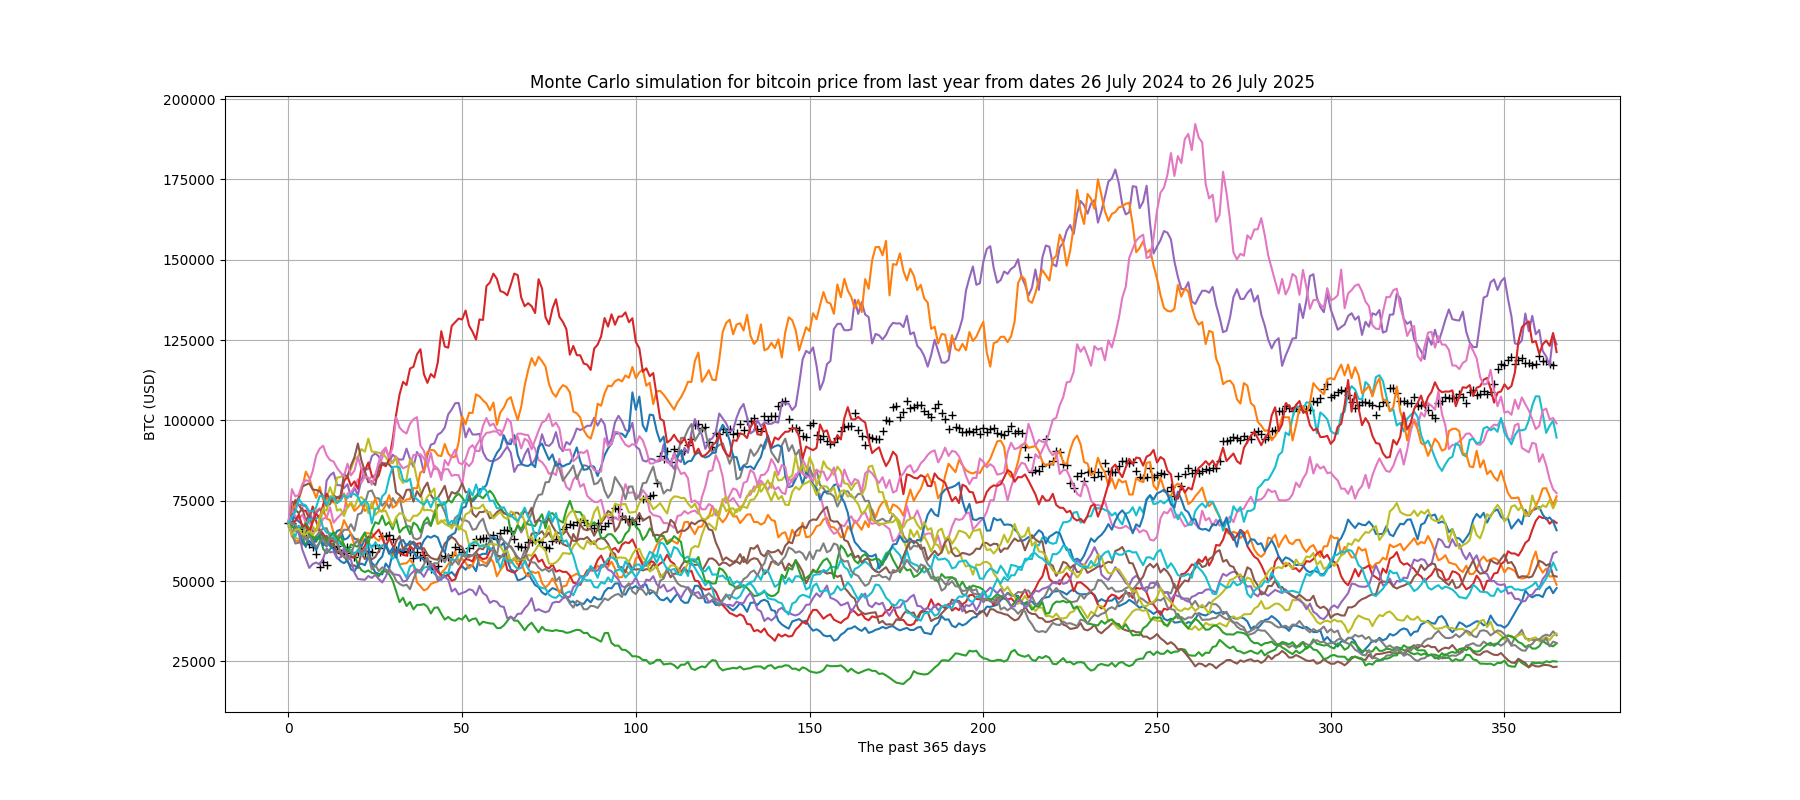 Monte Carlo simulation for bitcoin price from last year from dates 26 July 2024 to 26 July 2025
200000
175000
150000
125000
100000
75000
50000
25000
BTC (USD)
0 50 100 150 200 250 300 350
The past 365 days